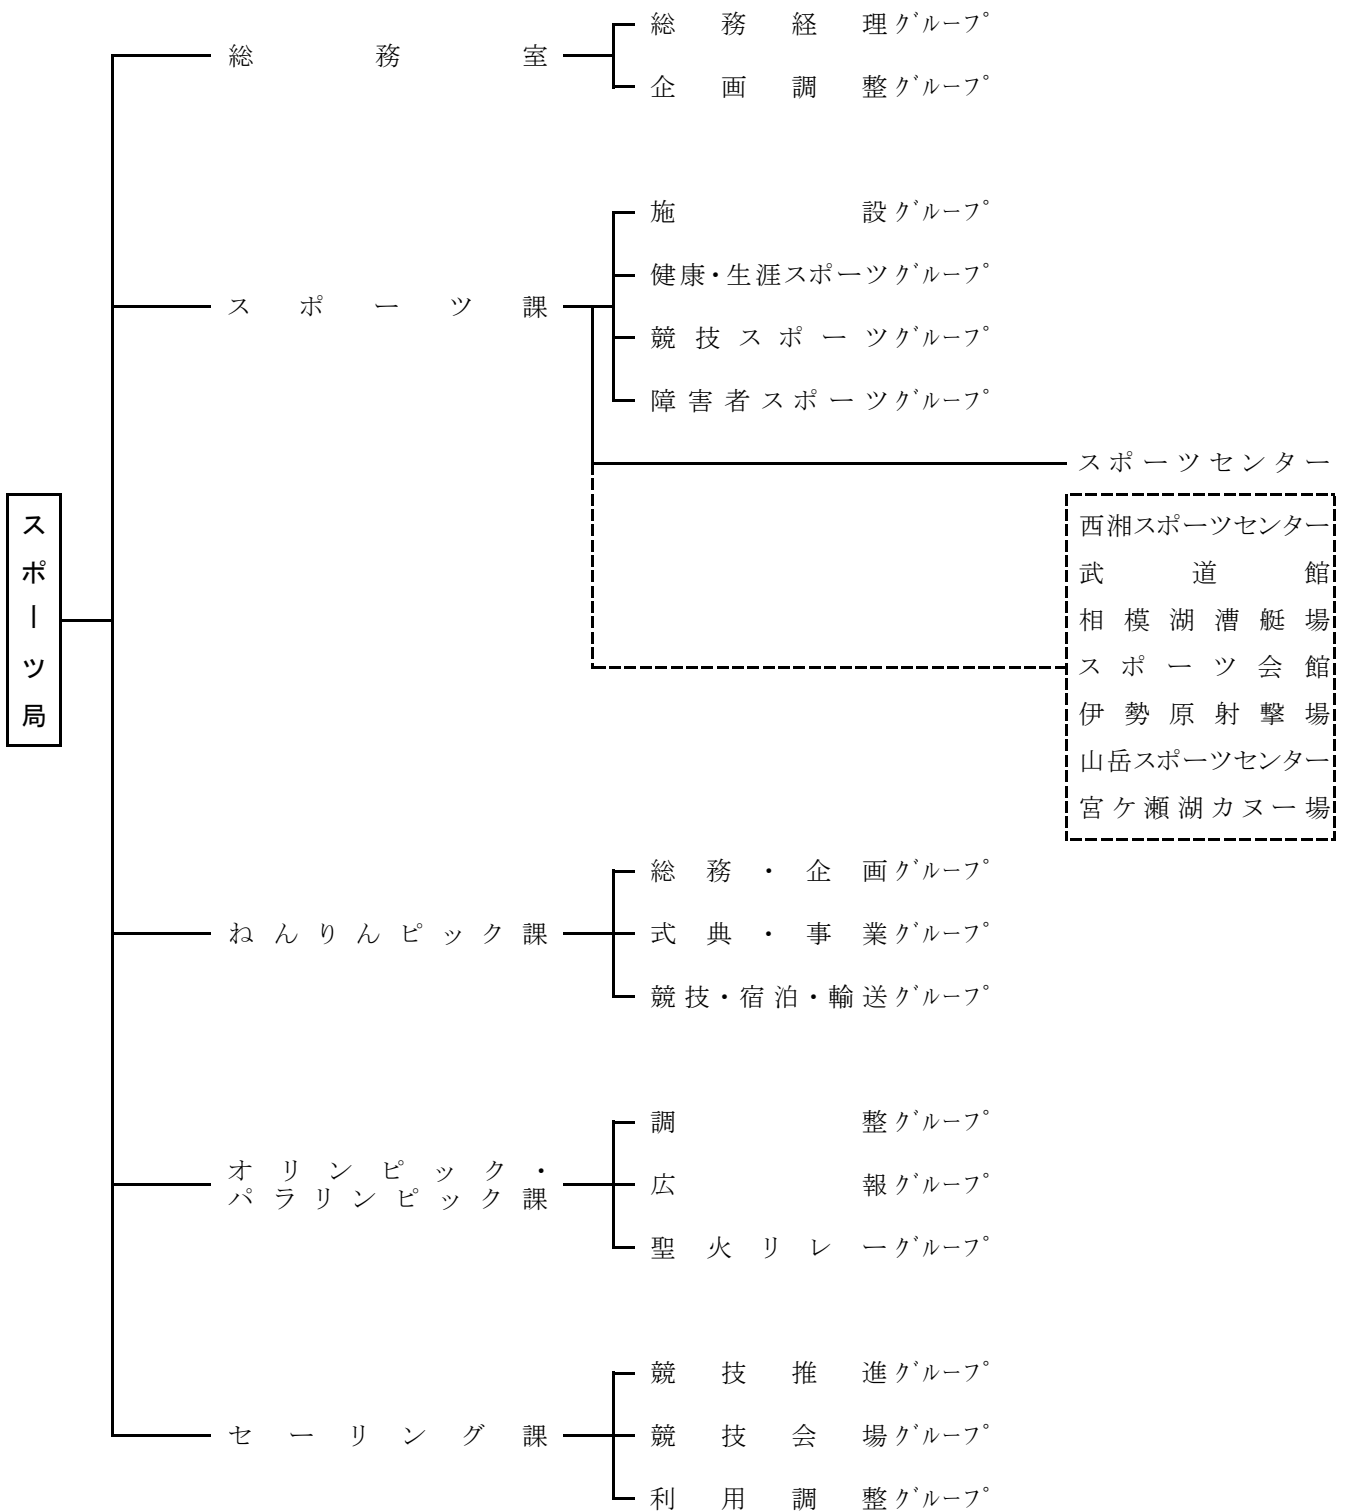 スポーツ局
総務室
総務経理ｸﾞﾙｰﾌﾟ
企画調整ｸﾞﾙｰﾌﾟ
スポーツ課
施設ｸﾞﾙｰﾌﾟ
健康・生涯スポーツｸﾞﾙｰﾌﾟ
競技スポーツｸﾞﾙｰﾌﾟ
障害者スポーツｸﾞﾙｰﾌﾟ
スポーツセンター
西湘スポーツセンター
武道館
相模湖漕艇場
スポーツ会館
伊勢原射撃場
山岳スポーツセンター
宮ケ瀬湖カヌー場
ねんりんピック課
総務・企画ｸﾞﾙｰﾌﾟ
式典・事業ｸﾞﾙｰﾌﾟ
競技・宿泊・輸送ｸﾞﾙｰﾌﾟ
オリンピック・
パラリンピック課
調整ｸﾞﾙｰﾌﾟ
広報ｸﾞﾙｰﾌﾟ
聖火リレーｸﾞﾙｰﾌﾟ
セーリング課
競技推進ｸﾞﾙｰﾌﾟ
競技会場ｸﾞﾙｰﾌﾟ
利用調整ｸﾞﾙｰﾌﾟ